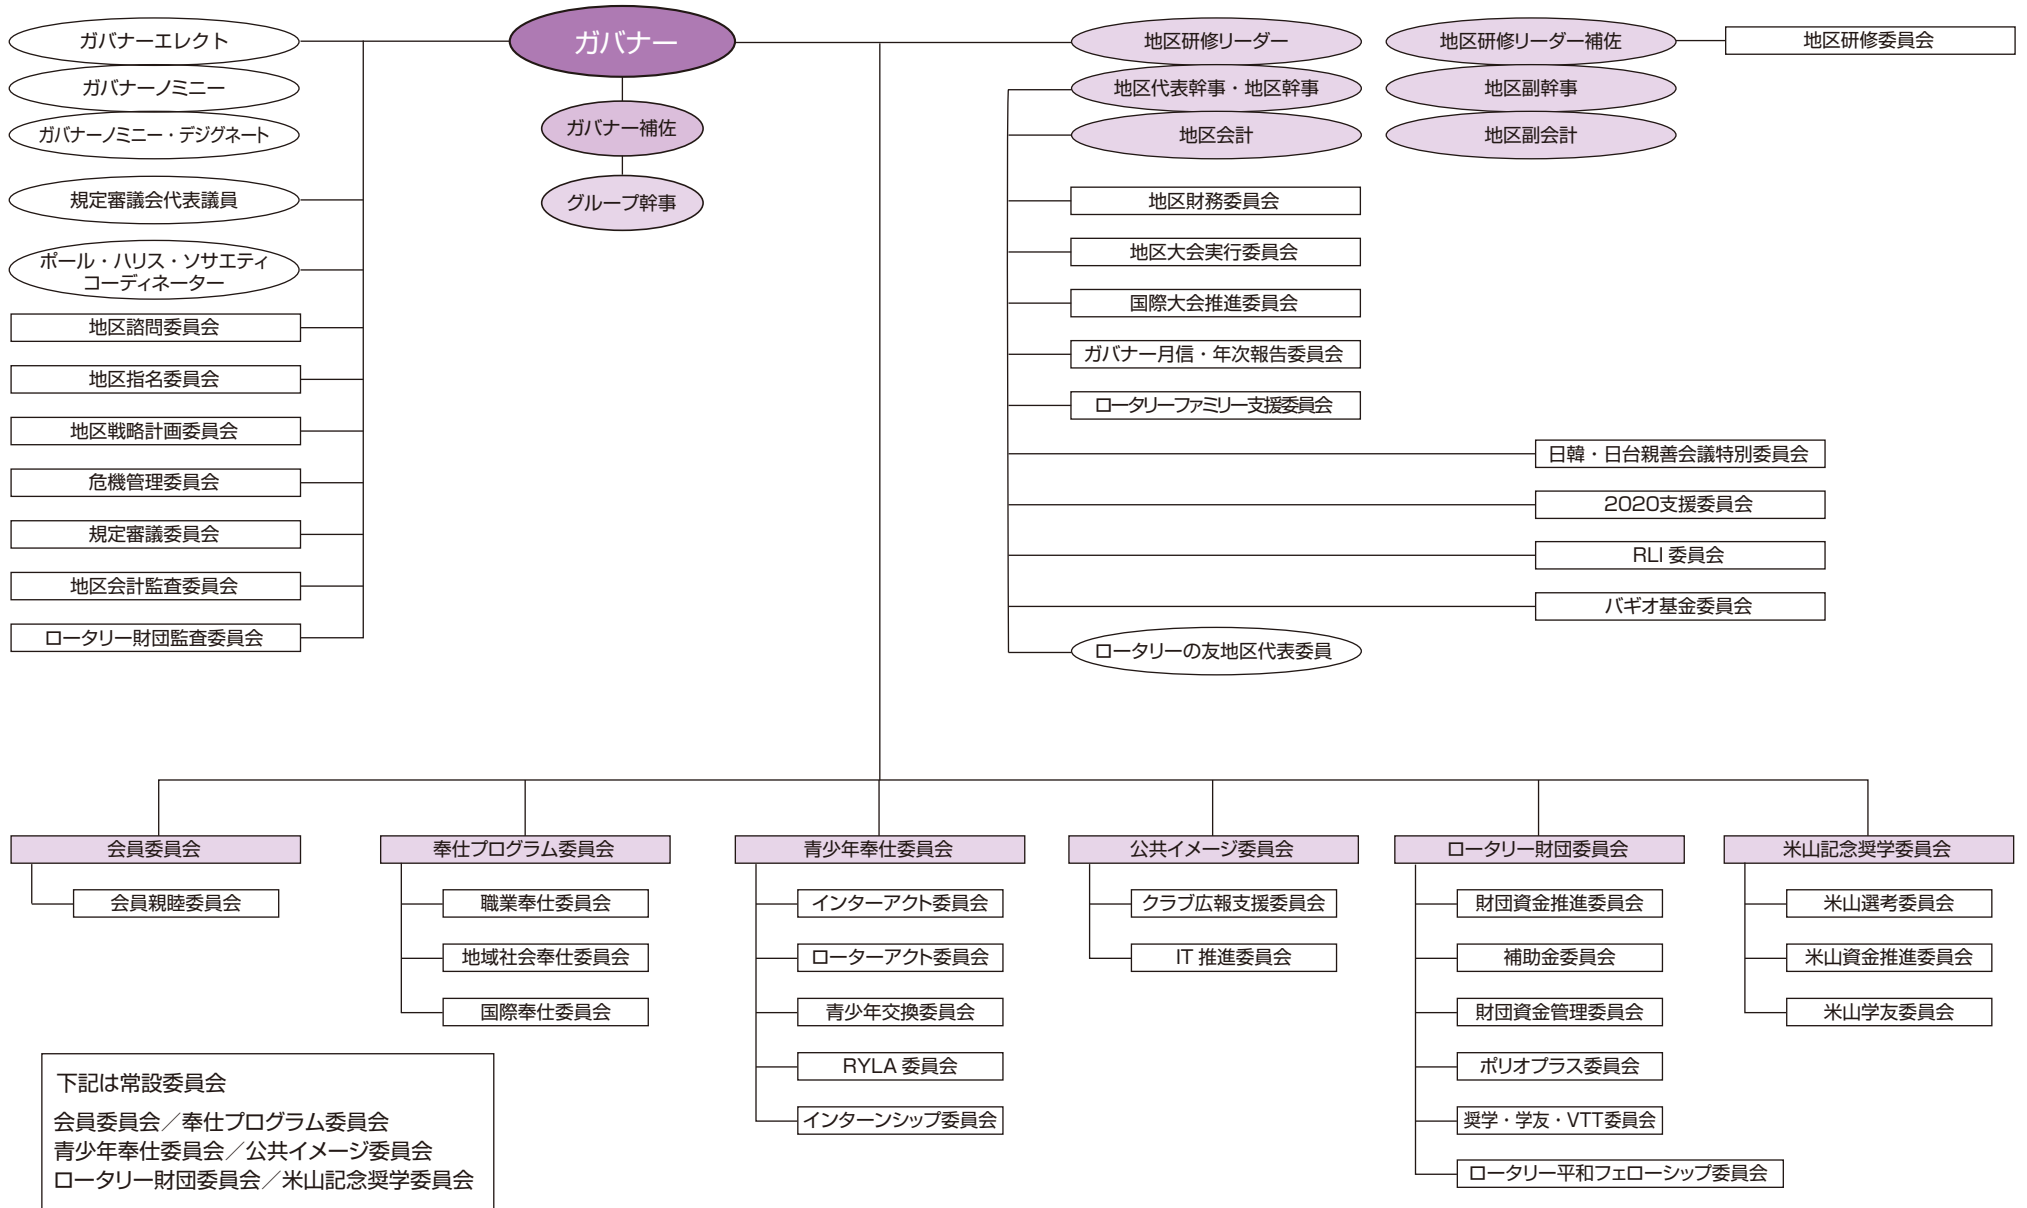 ガバナー
ガバナー補佐
グループ幹事
ガバナーエレクト
ガバナーノミニー
ガバナーノミニー・デジグネート
規定審議会代表議員
ポール・ハリス・ソサエティ
コーディネーター
地区諮問委員会
地区指名委員会
地区戦略計画委員会
危機管理委員会
規定審議委員会
地区会計監査委員会
ロータリー財団監査委員会
地区研修リーダー
地区研修リーダー補佐
地区研修委員会
地区代表幹事・地区幹事
地区副幹事
地区会計
地区副会計
地区財務委員会
地区大会実行委員会
国際大会推進委員会
ガバナー月信・年次報告委員会
ロータリーファミリー支援委員会
日韓・日台親善会議特別委員会
2020支援委員会
RLI 委員会
バギオ基金委員会
ロータリーの友地区代表委員
会員委員会
会員親睦委員会
奉仕プログラム委員会
職業奉仕委員会
地域社会奉仕委員会
国際奉仕委員会
青少年奉仕委員会
インターアクト委員会
ローターアクト委員会
青少年交換委員会
RYLA 委員会
インターンシップ委員会
公共イメージ委員会
クラブ広報支援委員会
IT 推進委員会
ロータリー財団委員会
財団資金推進委員会
補助金委員会
財団資金管理委員会
ポリオプラス委員会
奨学・学友・VTT委員会
ロータリー平和フェローシップ委員会
米山記念奨学委員会
米山選考委員会
米山資金推進委員会
米山学友委員会
下記は常設委員会
会員委員会／奉仕プログラム委員会
青少年奉仕委員会／公共イメージ委員会
ロータリー財団委員会／米山記念奨学委員会